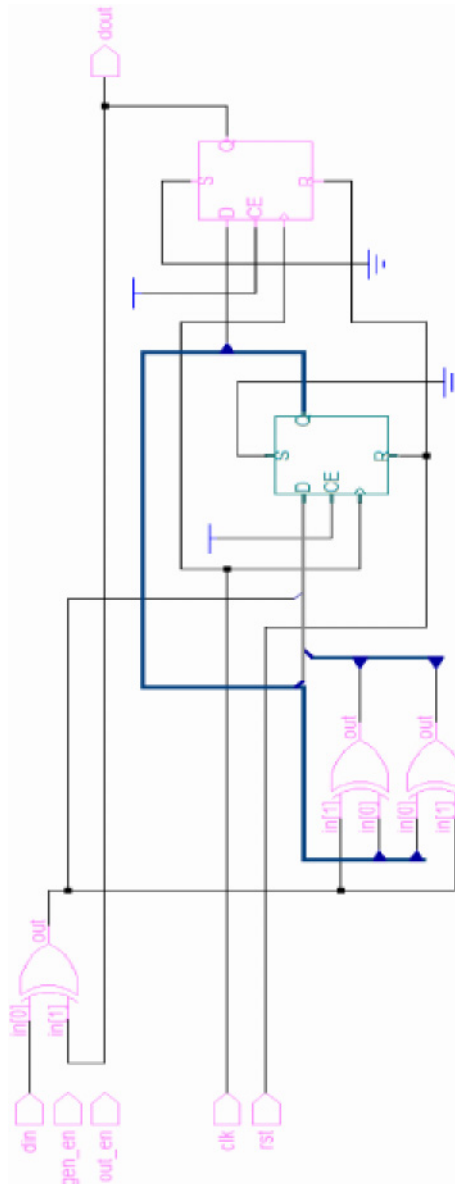 dout
Q
S
D
CE
R
Q
S
D
CE
R
out
out
in[1]
in[0]
in[0]
in[1]
out
in[0]
in[1]
din
gen_en
out_en
clk
rst